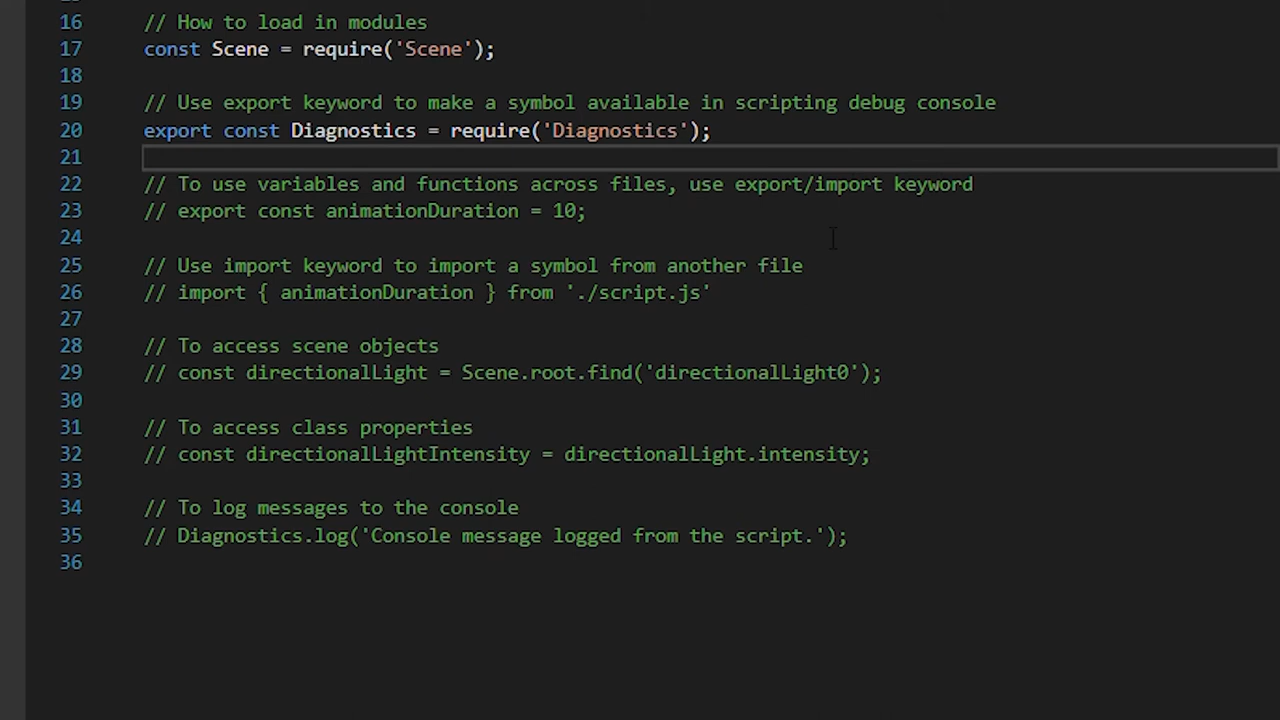 16 // How to load in modules
17 const Scene = require('Scene');
18
19 // Use export keyword to make a symbol available in scripting debug console
20 export const Diagnostics = require('Diagnostics');
21
22 // To use variables and functions across files, use export/import keyword
23 // export const animationDuration = 10;
24
25 // Use import keyword to import a symbol from another file
26 // import { animationDuration } from './script.js'
27
28 // To access scene objects
29 // const directionalLight = Scene.root.find('directionalLight0');
30
31 // To access class properties
32 // const directionalLightIntensity = directionalLight.intensity;
33
34 // To log messages to the console
35 // Diagnostics.log('Console message logged from the script.');
36